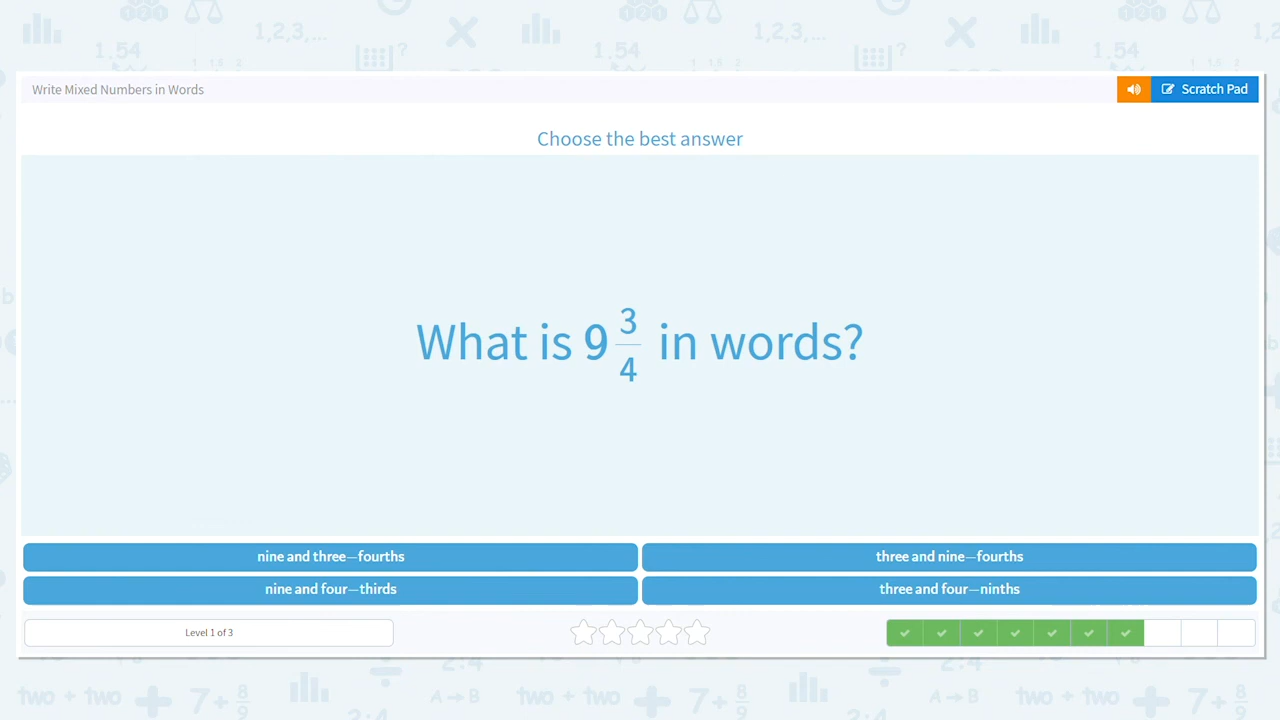 Write Mixed Numbers in Words
Scratch Pad
Choose the best answer
What is 9 3/4 in words?
nine and three—fourths
three and nine—fourths
nine and four—thirds
three and four—ninths
Level 1 of 3